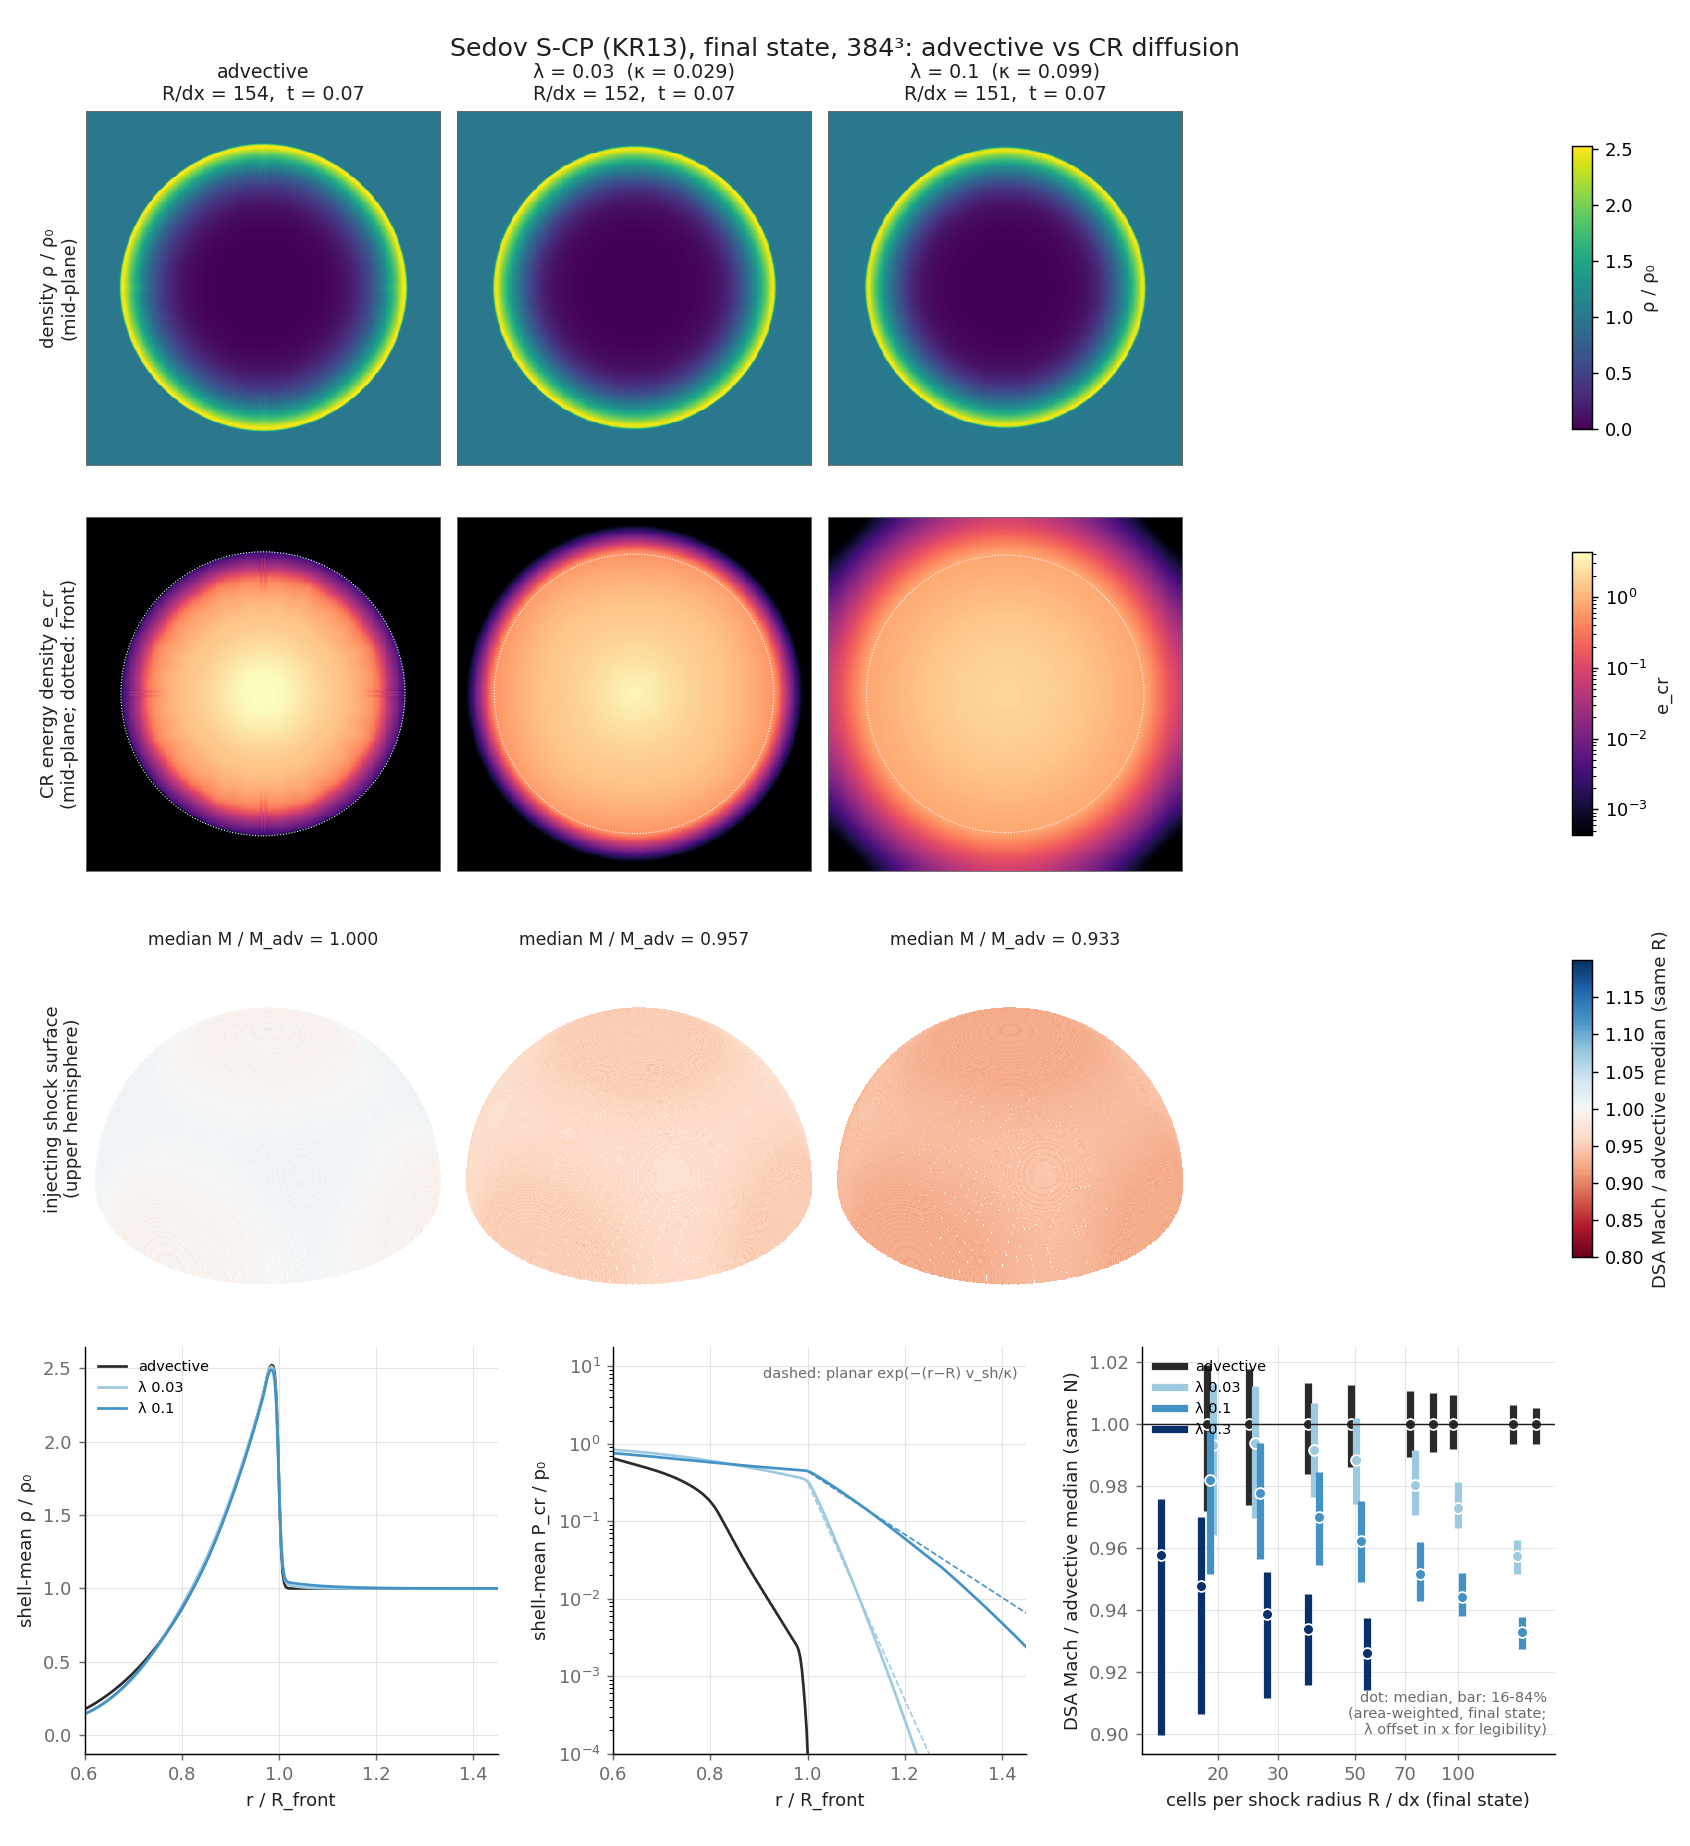 Sedov S-CP (KR13), final state, 384³: advective vs CR diffusion
advective
R/dx = 154,  t = 0.07
λ = 0.03  (κ = 0.029)
R/dx = 152,  t = 0.07
λ = 0.1  (κ = 0.099)
R/dx = 151,  t = 0.07
density ρ / ρ₀
(mid-plane)
2.5
2.0
1.5
1.0
0.5
0.0
ρ / ρ₀
CR energy density e_cr
(mid-plane; dotted: front)
10⁰
10⁻¹
10⁻²
10⁻³
e_cr
median M / M_adv = 1.000
median M / M_adv = 0.957
median M / M_adv = 0.933
injecting shock surface
(upper hemisphere)
1.15
1.10
1.05
1.00
0.95
0.90
0.85
0.80
DSA Mach / advective median (same R)
shell-mean ρ / ρ₀
2.5
2.0
1.5
1.0
0.5
0.0
advective
λ 0.03
λ 0.1
0.6 0.8 1.0 1.2 1.4
r / R_front
shell-mean P_cr / p₀
10¹
10⁰
10⁻¹
10⁻²
10⁻³
10⁻⁴
dashed: planar exp(−(r−R) v_sh/κ)
0.6 0.8 1.0 1.2 1.4
r / R_front
DSA Mach / advective median (same N)
1.02
1.00
0.98
0.96
0.94
0.92
0.90
advective
λ 0.03
λ 0.1
λ 0.3
dot: median, bar: 16-84%
(area-weighted, final state;
λ offset in x for legibility)
20 30 50 70 100
cells per shock radius R / dx (final state)